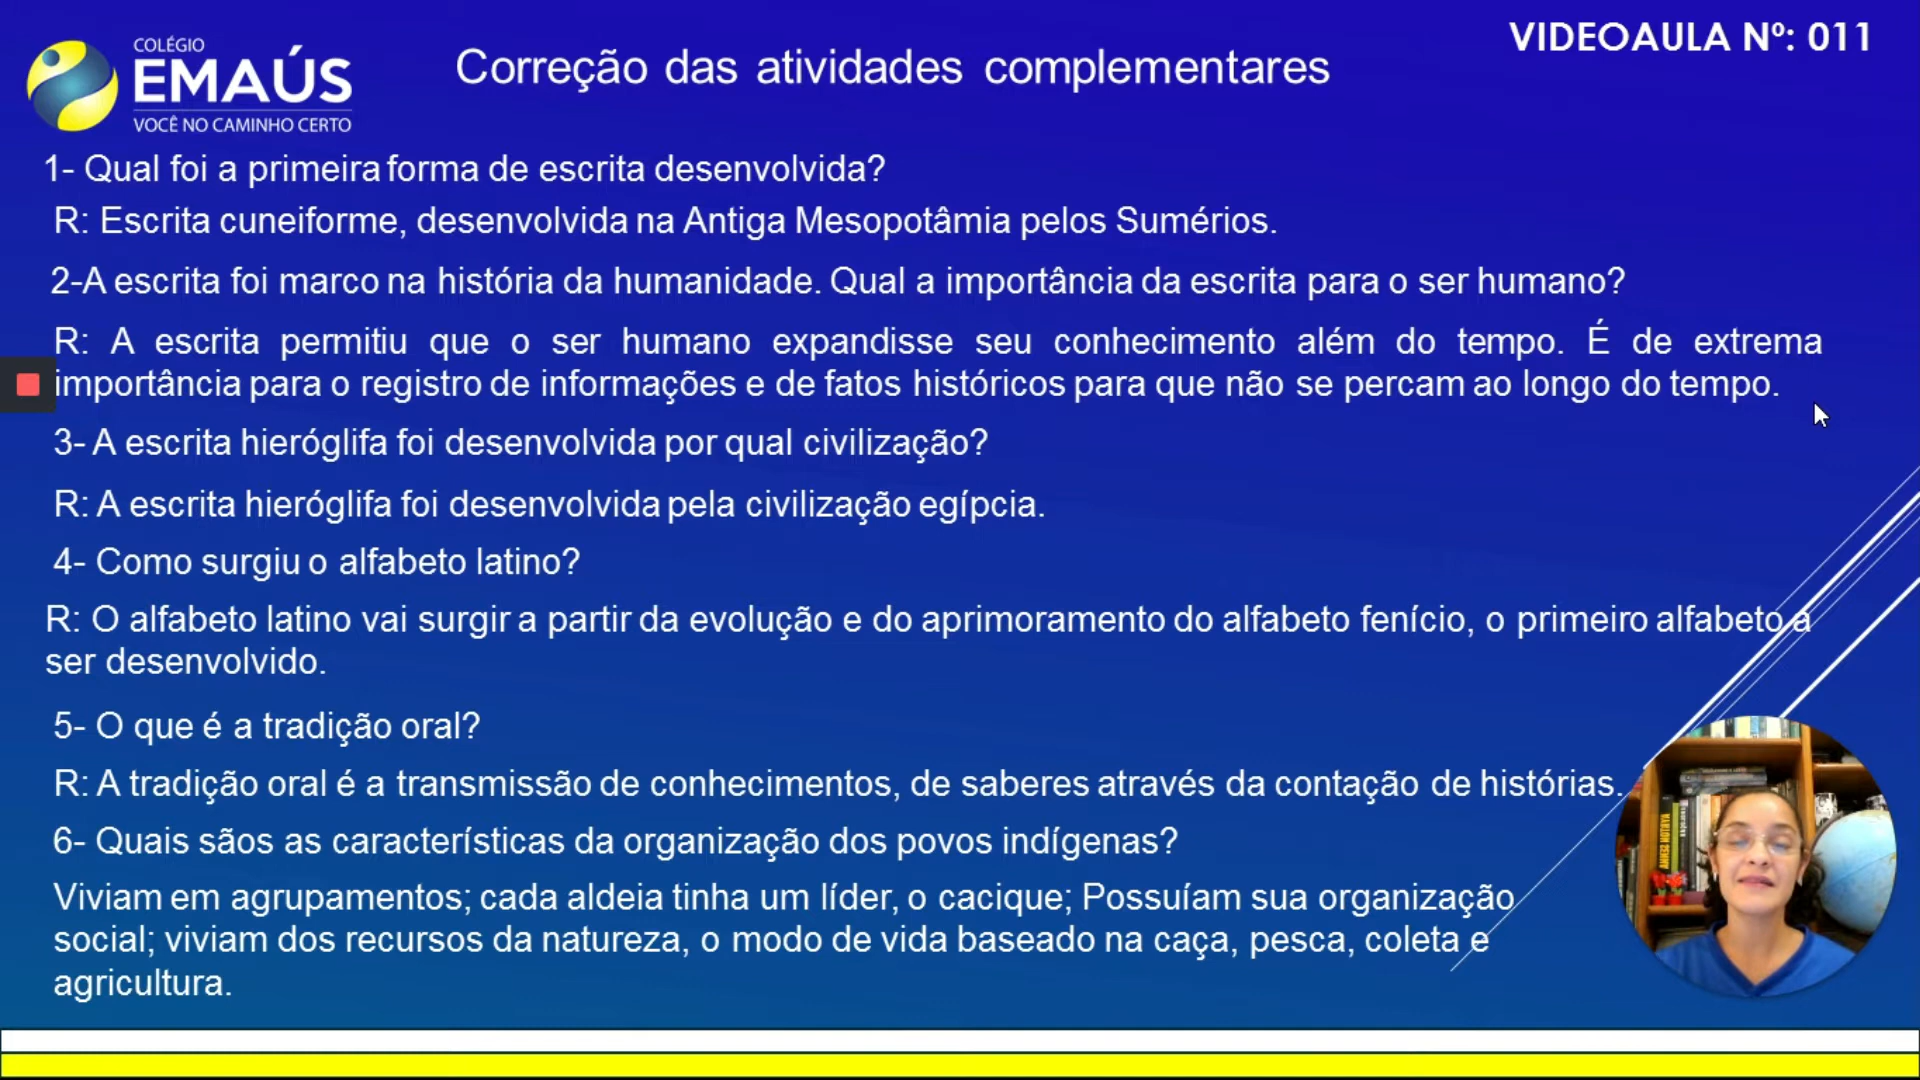 COLÉGIO
EMAÚS
VOCÊ NO CAMINHO CERTO
Correção das atividades complementares
VIDEOAULA Nº: 011
1- Qual foi a primeira forma de escrita desenvolvida?
R: Escrita cuneiforme, desenvolvida na Antiga Mesopotâmia pelos Sumérios.
2-A escrita foi marco na história da humanidade. Qual a importância da escrita para o ser humano?
R: A escrita permitiu que o ser humano expandisse seu conhecimento além do tempo. É de extrema
importância para o registro de informações e de fatos históricos para que não se percam ao longo do tempo.
3- A escrita hieróglifa foi desenvolvida por qual civilização?
R: A escrita hieróglifa foi desenvolvida pela civilização egípcia.
4- Como surgiu o alfabeto latino?
R: O alfabeto latino vai surgir a partir da evolução e do aprimoramento do alfabeto fenício, o primeiro alfabeto a
ser desenvolvido.
5- O que é a tradição oral?
R: A tradição oral é a transmissão de conhecimentos, de saberes através da contação de histórias.
6- Quais sãos as características da organização dos povos indígenas?
Viviam em agrupamentos; cada aldeia tinha um líder, o cacique; Possuíam sua organização
social; viviam dos recursos da natureza, o modo de vida baseado na caça, pesca, coleta e
agricultura.